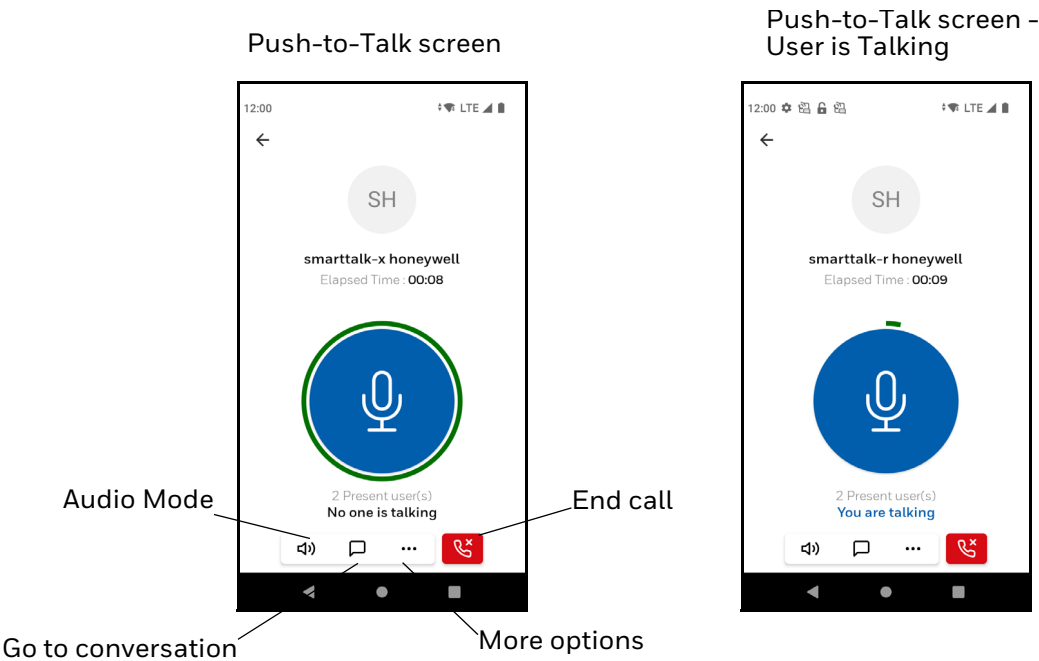 Push-to-Talk screen
12:00
LTE
SH
smarttalk-x honeywell
Elapsed Time : 00:08
2 Present user(s)
No one is talking
Audio Mode
End call
Go to conversation
More options
Push-to-Talk screen -
User is Talking
12:00
LTE
SH
smarttalk-r honeywell
Elapsed Time : 00:09
2 Present user(s)
You are talking